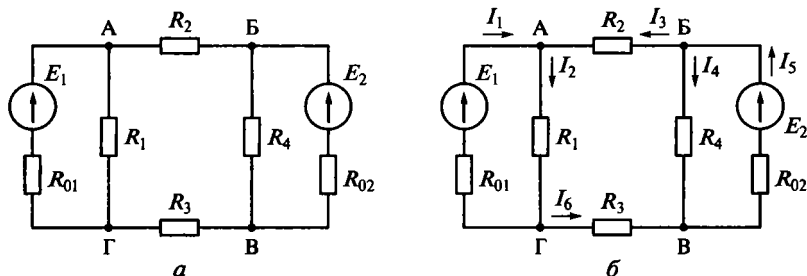 А R₂ Б
E₁ E₂
R₁ R₄
R₀₁ R₀₂
R₃
Г В
а
I₁ А R₂ I₃ Б
I₂ I₄ I₅
E₁ E₂
R₁ R₄
R₀₁ R₀₂
I₆ R₃
Г В
б